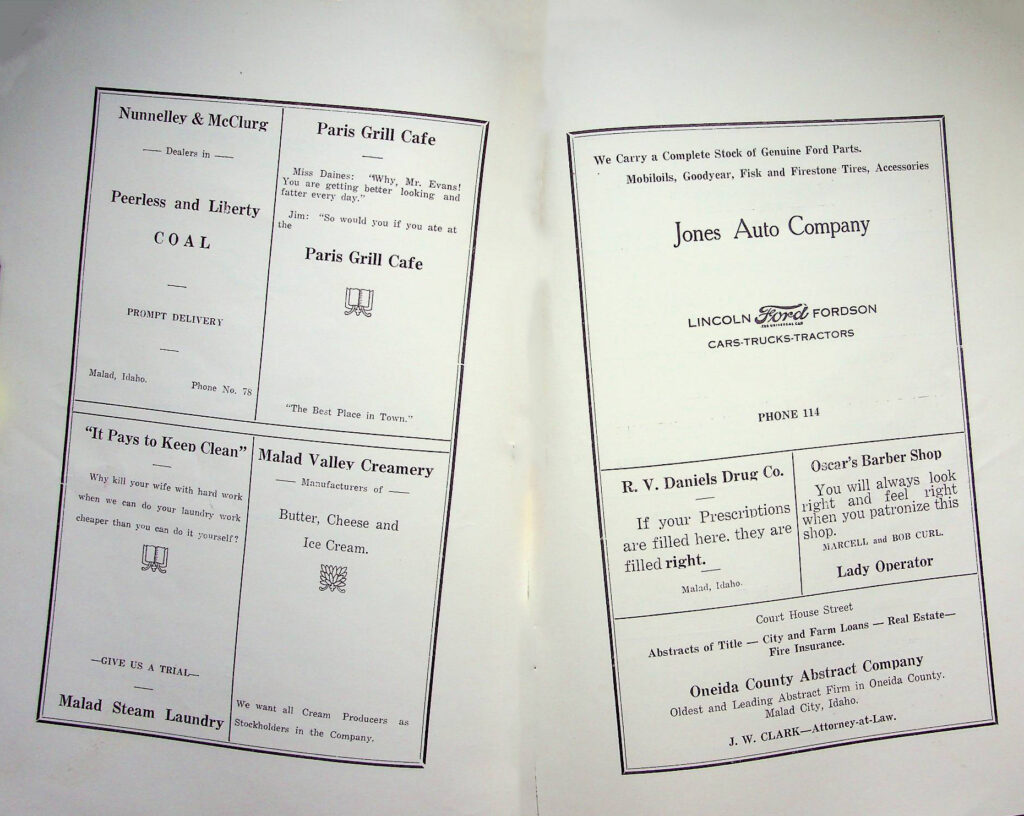 Nunnelley & McClurg
— Dealers in —
Peerless and Liberty
COAL
PROMPT DELIVERY
Malad, Idaho. Phone No. 78
Paris Grill Cafe
Miss Daines: "Why, Mr. Evans!
You are getting better looking and
fatter every day."
Jim: "So would you if you ate at
the
Paris Grill Cafe
"The Best Place in Town."
"It Pays to Keep Clean"
Why kill your wife with hard work
when we can do your laundry work
cheaper than you can do it yourself?
—GIVE US A TRIAL—
Malad Steam Laundry
Malad Valley Creamery
— Manufacturers of —
Butter, Cheese and
Ice Cream.
We want all Cream Producers as
Stockholders in the Company.
We Carry a Complete Stock of Genuine Ford Parts.
Mobiloils, Goodyear, Fisk and Firestone Tires, Accessories
Jones Auto Company
LINCOLN Ford FORDSON
THE UNIVERSAL CAR
CARS-TRUCKS-TRACTORS
PHONE 114
R. V. Daniels Drug Co.
If your Prescriptions
are filled here, they are
filled right.
Malad, Idaho.
Oscar's Barber Shop
You will always look
right and feel right
when you patronize this
shop.
MARCELL and BOB CURL.
Lady Operator
Court House Street
Abstracts of Title — City and Farm Loans — Real Estate—
Fire Insurance.
Oneida County Abstract Company
Oldest and Leading Abstract Firm in Oneida County.
Malad City, Idaho.
J. W. CLARK—Attorney-at-Law.